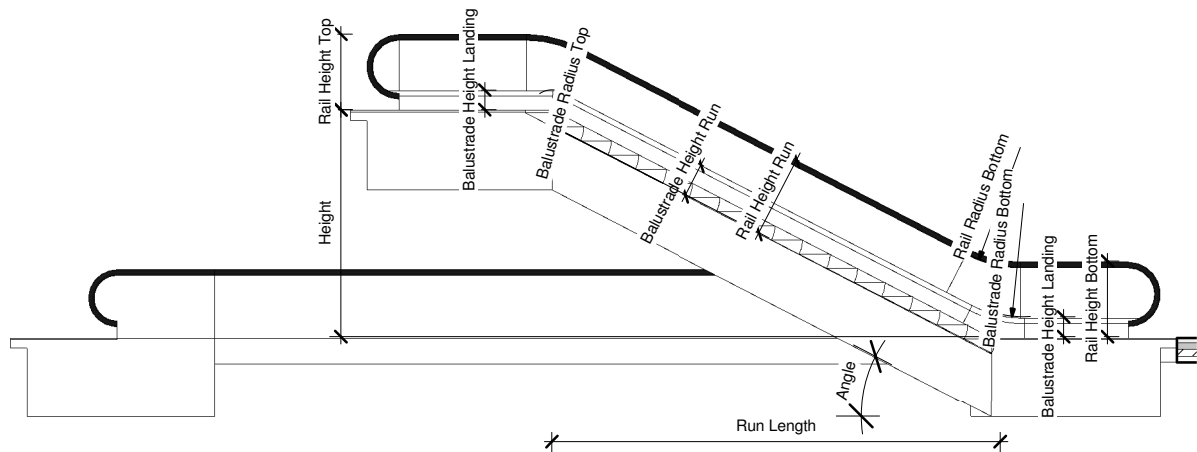 Rail Height Top
Balustrade Height Landing
Balustrade Radius Top
Height
Balustrade Height Run
Rail Height Run
Rail Radius Bottom
Balustrade Radius Bottom
Balustrade Height Landing
Rail Height Bottom
Angle
Run Length